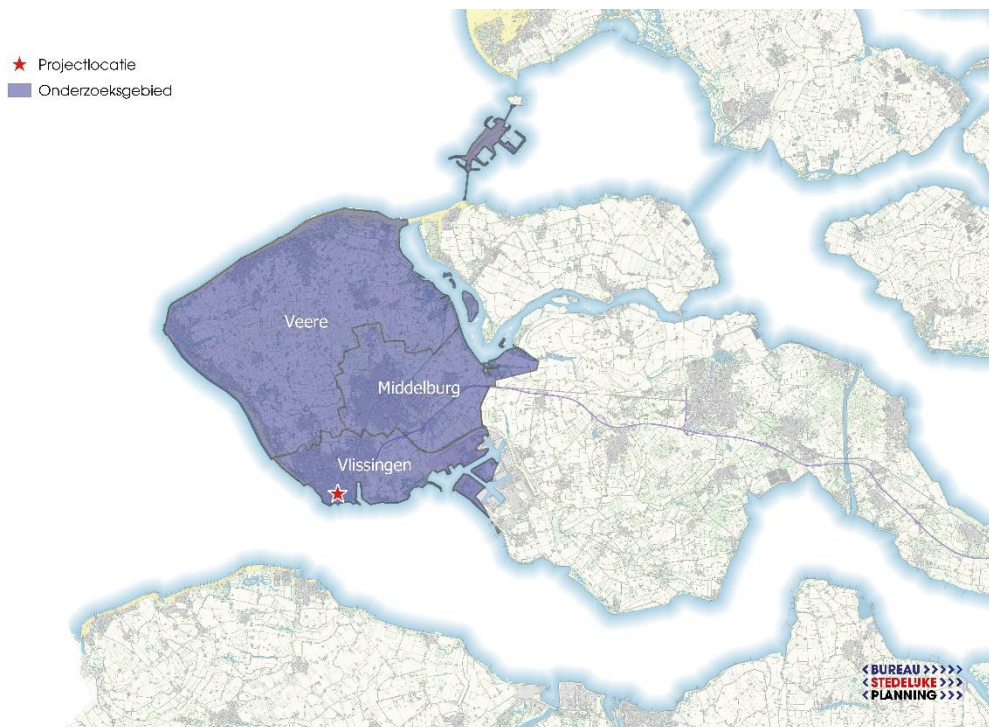 Projectlocatie
Onderzoeksgebied
Veere
Middelburg
Vlissingen
BUREAU
STEDELIJKE
PLANNING